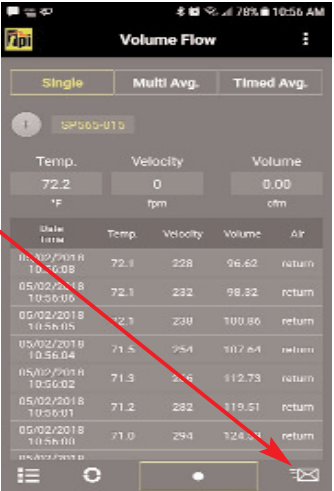 78% 10:56 AM
tpi Volume Flow
Single Multi Avg. Timed Avg.
SP565-015
Temp. Velocity Volume
72.2 0 0.00
°F fpm cfm
Date Time Temp. Velocity Volume Air
05/02/2018 10:56:08 72.1 228 96.62 return
05/02/2018 10:56:06 72.1 232 98.32 return
05/02/2018 10:56:05 72.1 238 100.86 return
05/02/2018 10:56:04 71.5 254 107.64 return
05/02/2018 10:56:02 71.3 112.73 return
05/02/2018 10:56:01 71.2 282 119.51 return
05/02/2018 10:56:00 71.0 294 return
05/02/2018